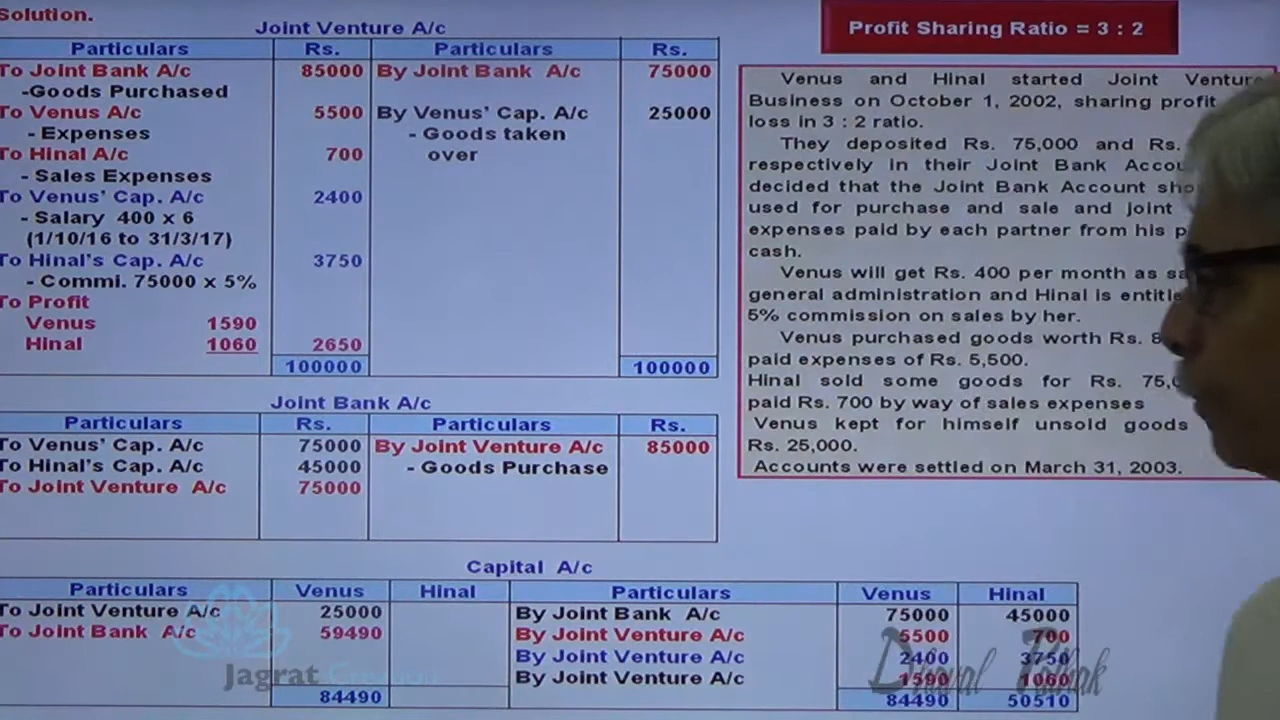 Solution.
Joint Venture A/c
Particulars Rs. Particulars Rs.
To Joint Bank A/c 85000 By Joint Bank A/c 75000
-Goods Purchased
To Venus A/c 5500 By Venus' Cap. A/c 25000
- Expenses - Goods taken
To Hinal A/c 700 over
- Sales Expenses
To Venus' Cap. A/c 2400
- Salary 400 x 6
(1/10/16 to 31/3/17)
To Hinal's Cap. A/c 3750
- Commi. 75000 x 5%
To Profit
Venus 1590
Hinal 1060 2650
100000 100000
Joint Bank A/c
Particulars Rs. Particulars Rs.
To Venus' Cap. A/c 75000 By Joint Venture A/c 85000
To Hinal's Cap. A/c 45000 - Goods Purchase
To Joint Venture A/c 75000
Profit Sharing Ratio = 3 : 2
Venus and Hinal started Joint Venture
Business on October 1, 2002, sharing profit
loss in 3 : 2 ratio.
They deposited Rs. 75,000 and Rs.
respectively in their Joint Bank
decided that the Joint Bank Account
used for purchase and sale and joint
expenses paid by each partner from his
cash.
Venus will get Rs. 400 per month as
general administration and Hinal is
5% commission on sales by her.
Venus purchased goods worth Rs.
paid expenses of Rs. 5,500.
Hinal sold some goods for Rs.
paid Rs. 700 by way of sales expenses
Venus kept for himself unsold goods
Rs. 25,000.
Accounts were settled on March 31, 2003.
Capital A/c
Particulars Venus Hinal Particulars Venus Hinal
To Joint Venture A/c 25000 By Joint Bank A/c 75000 45000
To Joint Bank A/c 59490 By Joint Venture A/c 5500 700
By Joint Venture A/c 2400 3750
By Joint Venture A/c 1590 1060
84490 84490 50510
Jagrat
Dhaval Pathak